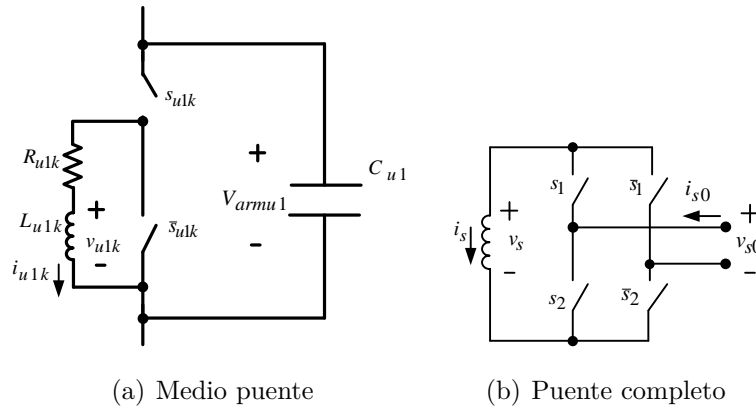 s_{u1k}
R_{u1k}
+
C_{u1}
V_{armu1}
L_{u1k}
+
s̅_{u1k}
v_{u1k}
−
−
i_{u1k}
(a) Medio puente
s_1
s̅_1
i_{s0}
+
i_s
+
v_s
v_{s0}
−
−
s_2
s̅_2
(b) Puente completo